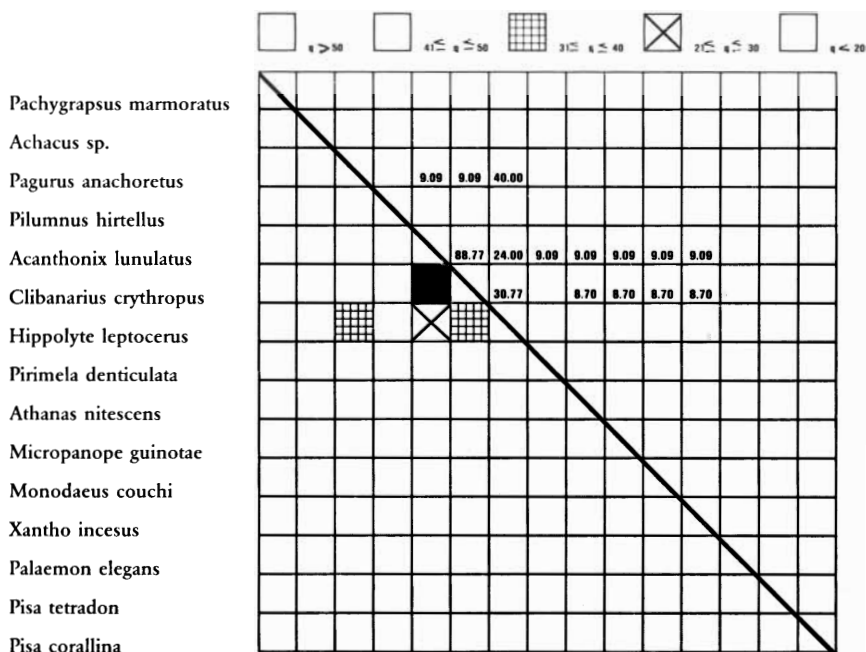 q > 50 41 ≤ q ≤ 50 31 ≤ q ≤ 40 21 ≤ q ≤ 30 q < 20
Pachygrapsus marmoratus
Achacus sp.
Pagurus anachoretus 9.09 9.09 40.00
Pilumnus hirtellus
Acanthonix lunulatus 88.77 24.00 9.09 9.09 9.09 9.09 9.09
Clibanarius crythropus 30.77 8.70 8.70 8.70 8.70
Hippolyte leptocerus
Pirimela denticulata
Athanas nitescens
Micropanope guinotae
Monodaeus couchi
Xantho incesus
Palaemon elegans
Pisa tetradon
Pisa corallina